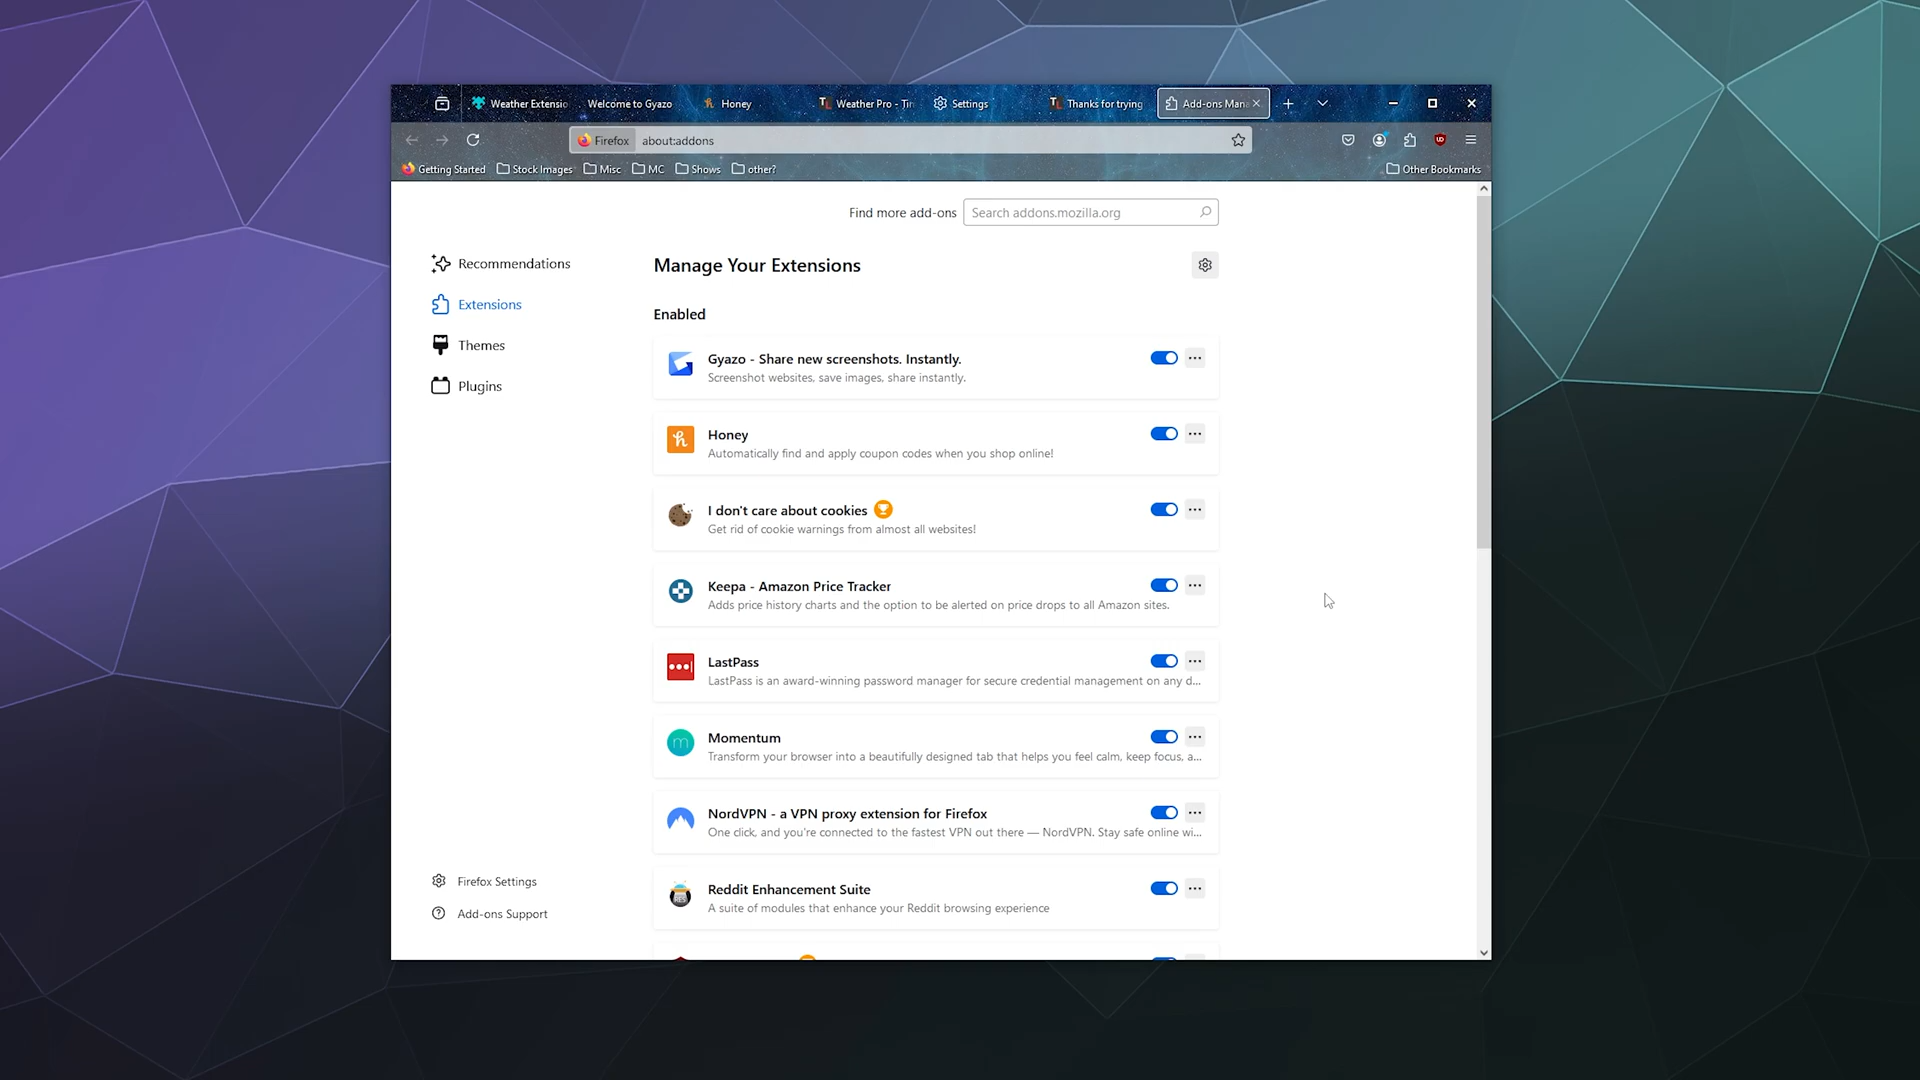 Weather Extensio
Welcome to Gyazo
Honey
Weather Pro - Tin
Settings
Thanks for trying
Add-ons Mana
Firefox
about:addons
Getting Started
Stock Images
Misc
MC
Shows
other?
Other Bookmarks
Find more add-ons
Search addons.mozilla.org
Recommendations
Extensions
Themes
Plugins
Manage Your Extensions
Enabled
Gyazo - Share new screenshots. Instantly.
Screenshot websites, save images, share instantly.
Honey
Automatically find and apply coupon codes when you shop online!
I don't care about cookies
Get rid of cookie warnings from almost all websites!
Keepa - Amazon Price Tracker
Adds price history charts and the option to be alerted on price drops to all Amazon sites.
LastPass
LastPass is an award-winning password manager for secure credential management on any d...
Momentum
Transform your browser into a beautifully designed tab that helps you feel calm, keep focus, a...
NordVPN - a VPN proxy extension for Firefox
One click, and you're connected to the fastest VPN out there — NordVPN. Stay safe online wi...
RES
Reddit Enhancement Suite
A suite of modules that enhance your Reddit browsing experience
Firefox Settings
Add-ons Support